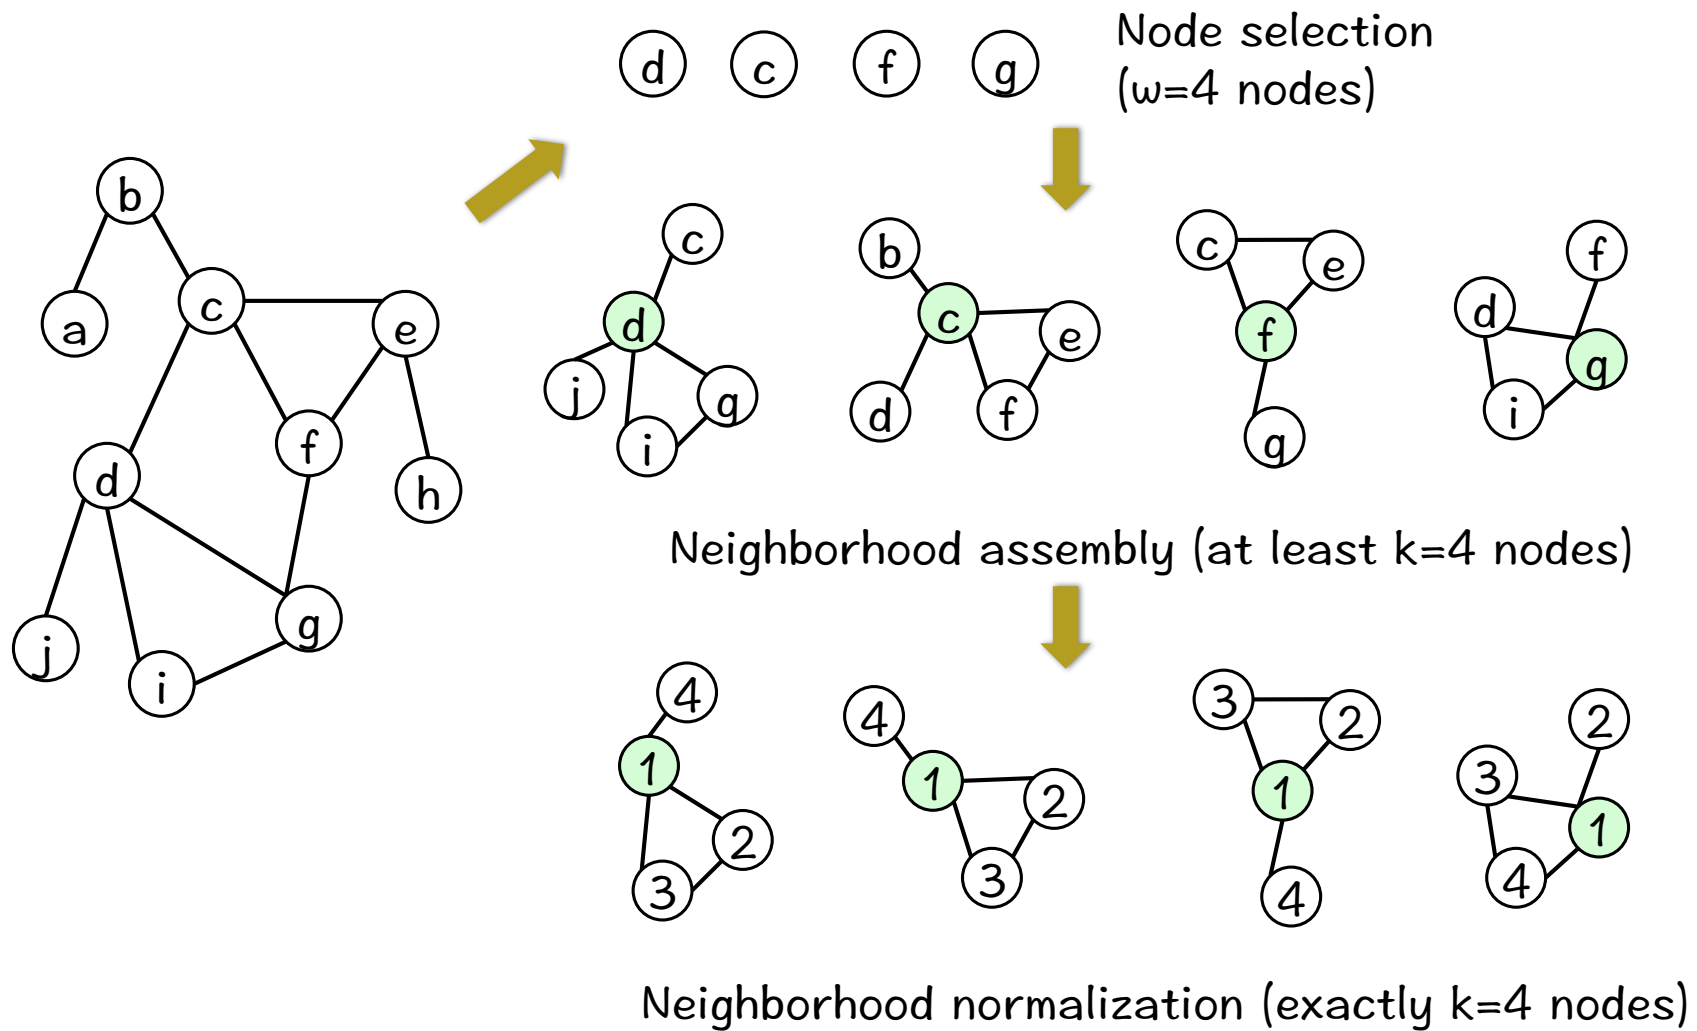 d c f g
Node selection
(w=4 nodes)
b
a
c
e
d
f
h
j
i
g
c
d
j
g
i
b
c
e
d
f
c
e
f
g
f
d
g
i
Neighborhood assembly (at least k=4 nodes)
4
1
2
3
4
1
2
3
3
2
1
4
2
3
1
4
Neighborhood normalization (exactly k=4 nodes)